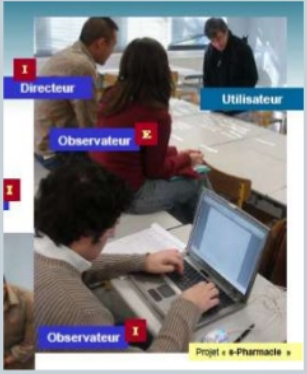 I
Directeur
Utilisateur
Observateur E
I
Observateur I
Projet « e-Pharmacie »